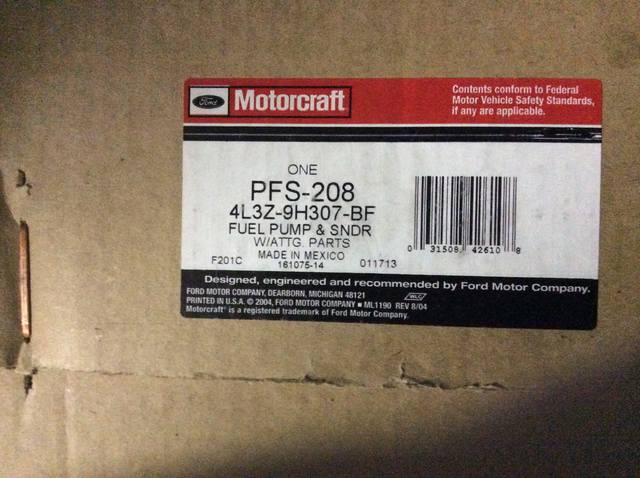 Ford
Motorcraft
Contents conform to Federal
Motor Vehicle Safety Standards,
if any are applicable.
ONE
PFS-208
4L3Z-9H307-BF
FUEL PUMP & SNDR
W/ATTG. PARTS
MADE IN MEXICO
F201C 161075-14 011713
0 31508 42610 8
Designed, engineered and recommended by Ford Motor Company.
FORD MOTOR COMPANY, DEARBORN, MICHIGAN 48121
WLC
PRINTED IN U.S.A. © 2004, FORD MOTOR COMPANY ■ ML1190 REV 8/04
Motorcraft® is a registered trademark of Ford Motor Company.